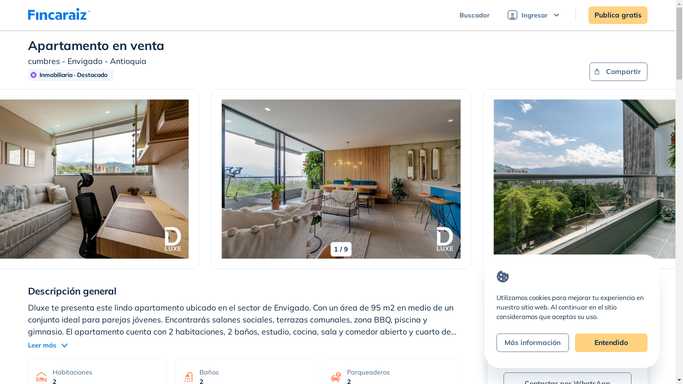 Fincaraiz
Buscador
Ingresar
Publica gratis
Apartamento en venta
cumbres - Envigado - Antioquia
Inmobiliaria · Destacado
Compartir
D
LUXE
1 / 9
D
LUXE
Descripción general
Dluxe te presenta este lindo apartamento ubicado en el sector de Envigado. Con un área de 95 m2 en medio de un
conjunto ideal para parejas jóvenes. Encontrarás salones sociales, terrazas comunales, zona BBQ, piscina y
gimnasio. El apartamento cuenta con 2 habitaciones, 2 baños, estudio, cocina, sala y comedor abierto y cuarto de...
Leer más
Habitaciones
2
Baños
2
Parqueaderos
2
Utilizamos cookies para mejorar tu experiencia en
nuestro sitio web. Al continuar en el sitio
consideramos que aceptas su uso.
Más información
Entendido
Contactar por WhatsApp